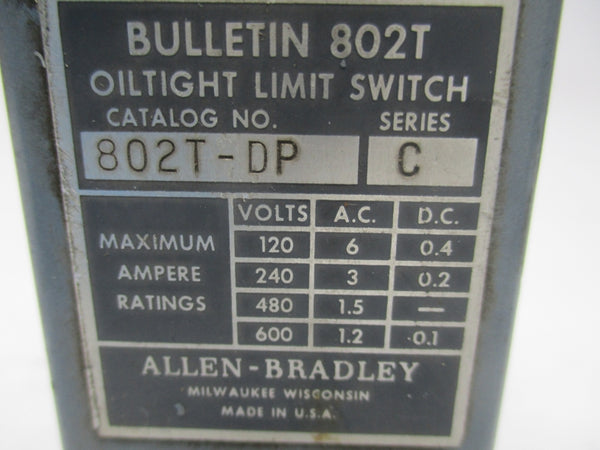 BULLETIN 802T
OILTIGHT LIMIT SWITCH
CATALOG NO. SERIES
802T-DP C
VOLTS A.C. D.C.
MAXIMUM 120 6 0.4
AMPERE 240 3 0.2
RATINGS 480 1.5 —
600 1.2 0.1
ALLEN-BRADLEY
MILWAUKEE WISCONSIN
MADE IN U.S.A.